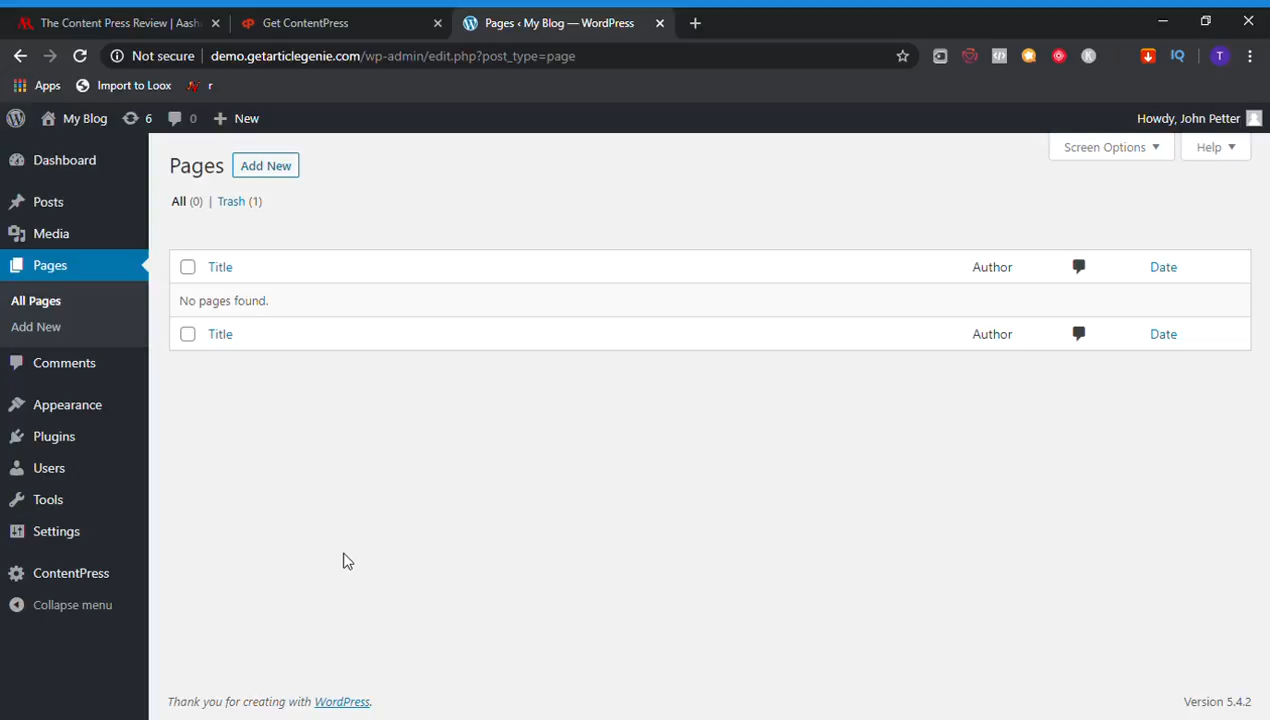 The Content Press Review | Aash
Get ContentPress
Pages ‹ My Blog — WordPress
Not secure
demo.getarticlegenie.com/wp-admin/edit.php?post_type=page
IQ
T
K
Apps
Import to Loox
r
My Blog
6
0
New
Howdy, John Petter
Dashboard
Posts
Media
Pages
All Pages
Add New
Comments
Appearance
Plugins
Users
Tools
Settings
ContentPress
Collapse menu
Screen Options
Help
Pages
Add New
All (0) | Trash (1)
Title Author Date
No pages found.
Title Author Date
Thank you for creating with WordPress.
Version 5.4.2